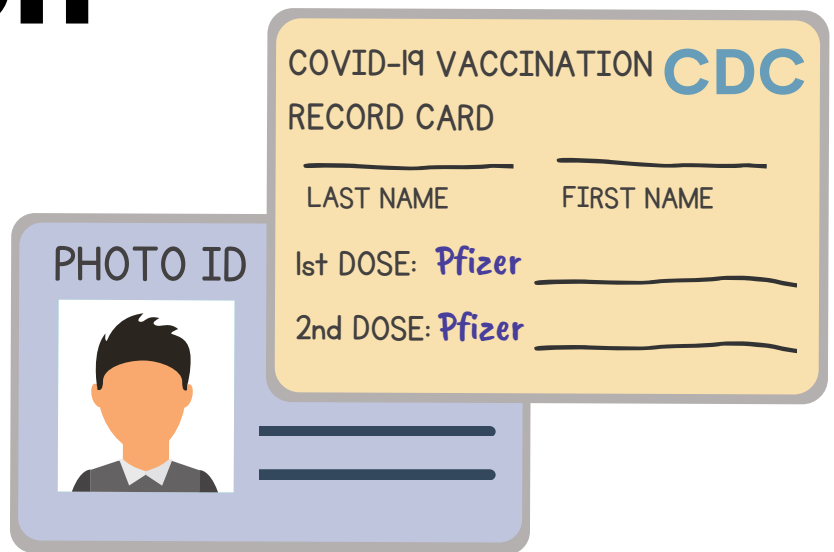 COVID-19 VACCINATION CDC
RECORD CARD
LAST NAME FIRST NAME
1st DOSE: Pfizer
2nd DOSE: Pfizer
PHOTO ID